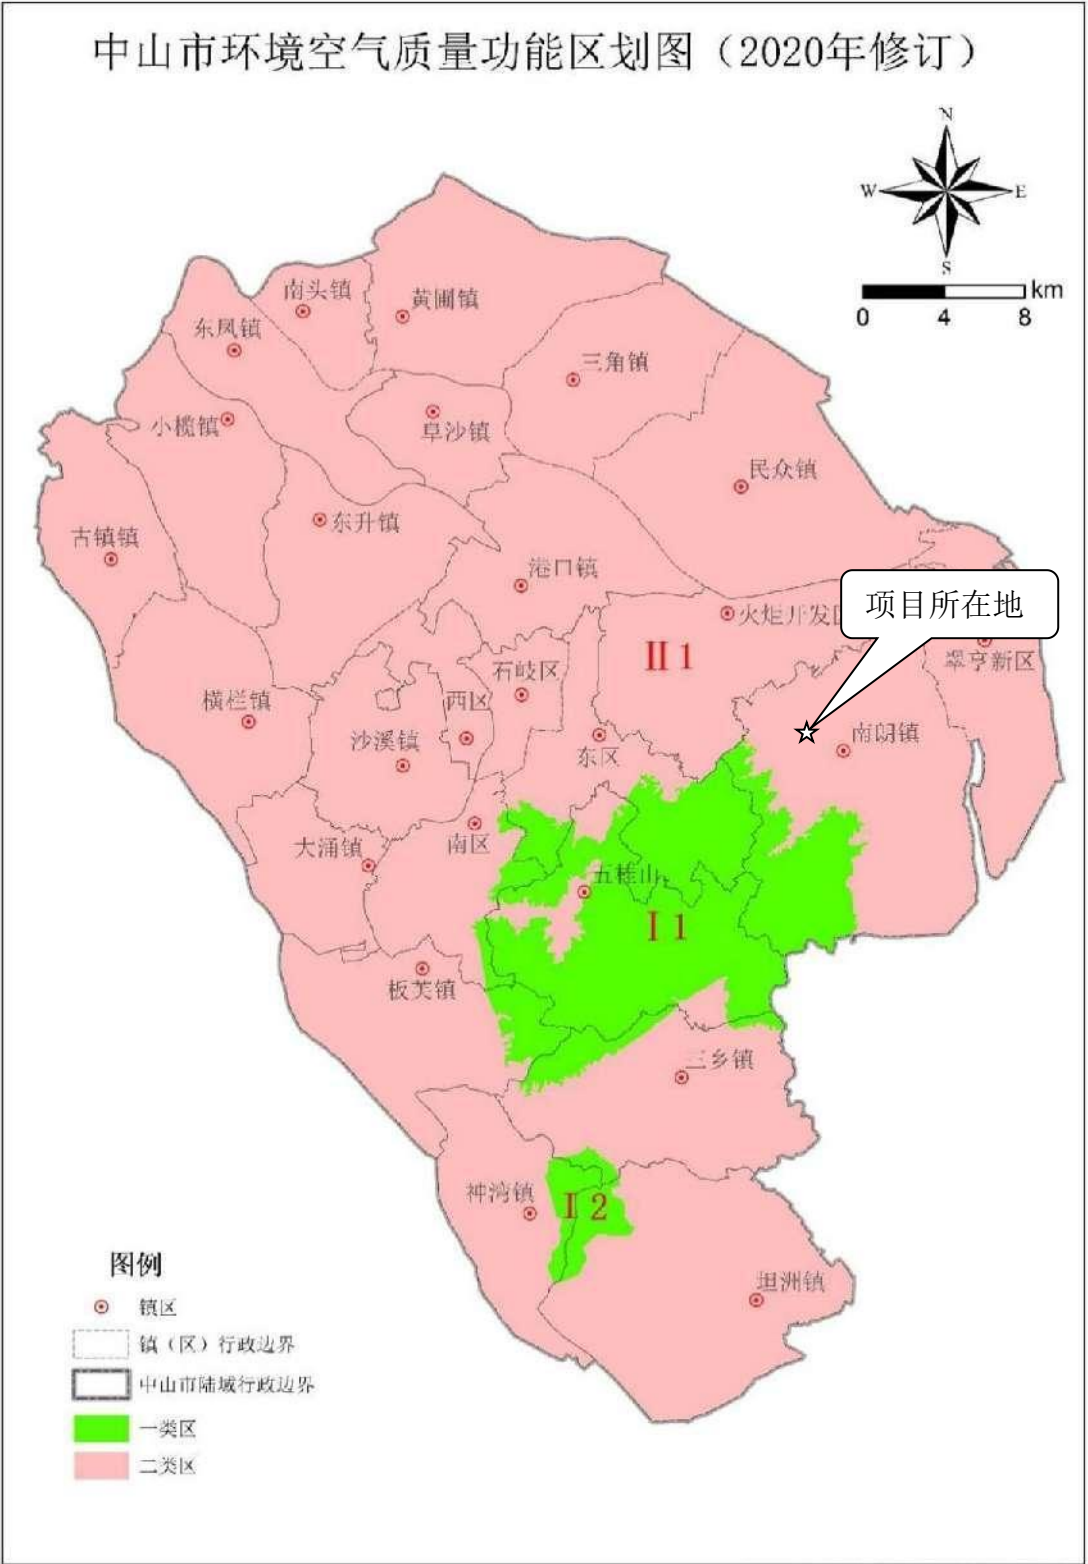 中山市环境空气质量功能区划图（2020年修订）
N
W
E
S
km
0 4 8
南头镇
黄圃镇
东凤镇
三角镇
小榄镇
阜沙镇
民众镇
东升镇
古镇镇
港口镇
项目所在地
火炬开发区
Ⅱ1
翠亨新区
石岐区
西区
横栏镇
沙溪镇
东区
南朗镇
南区
大涌镇
五桂山
Ⅰ1
板芙镇
三乡镇
神湾镇
Ⅰ2
坦洲镇
图例
镇区
镇（区）行政边界
中山市陆域行政边界
一类区
二类区